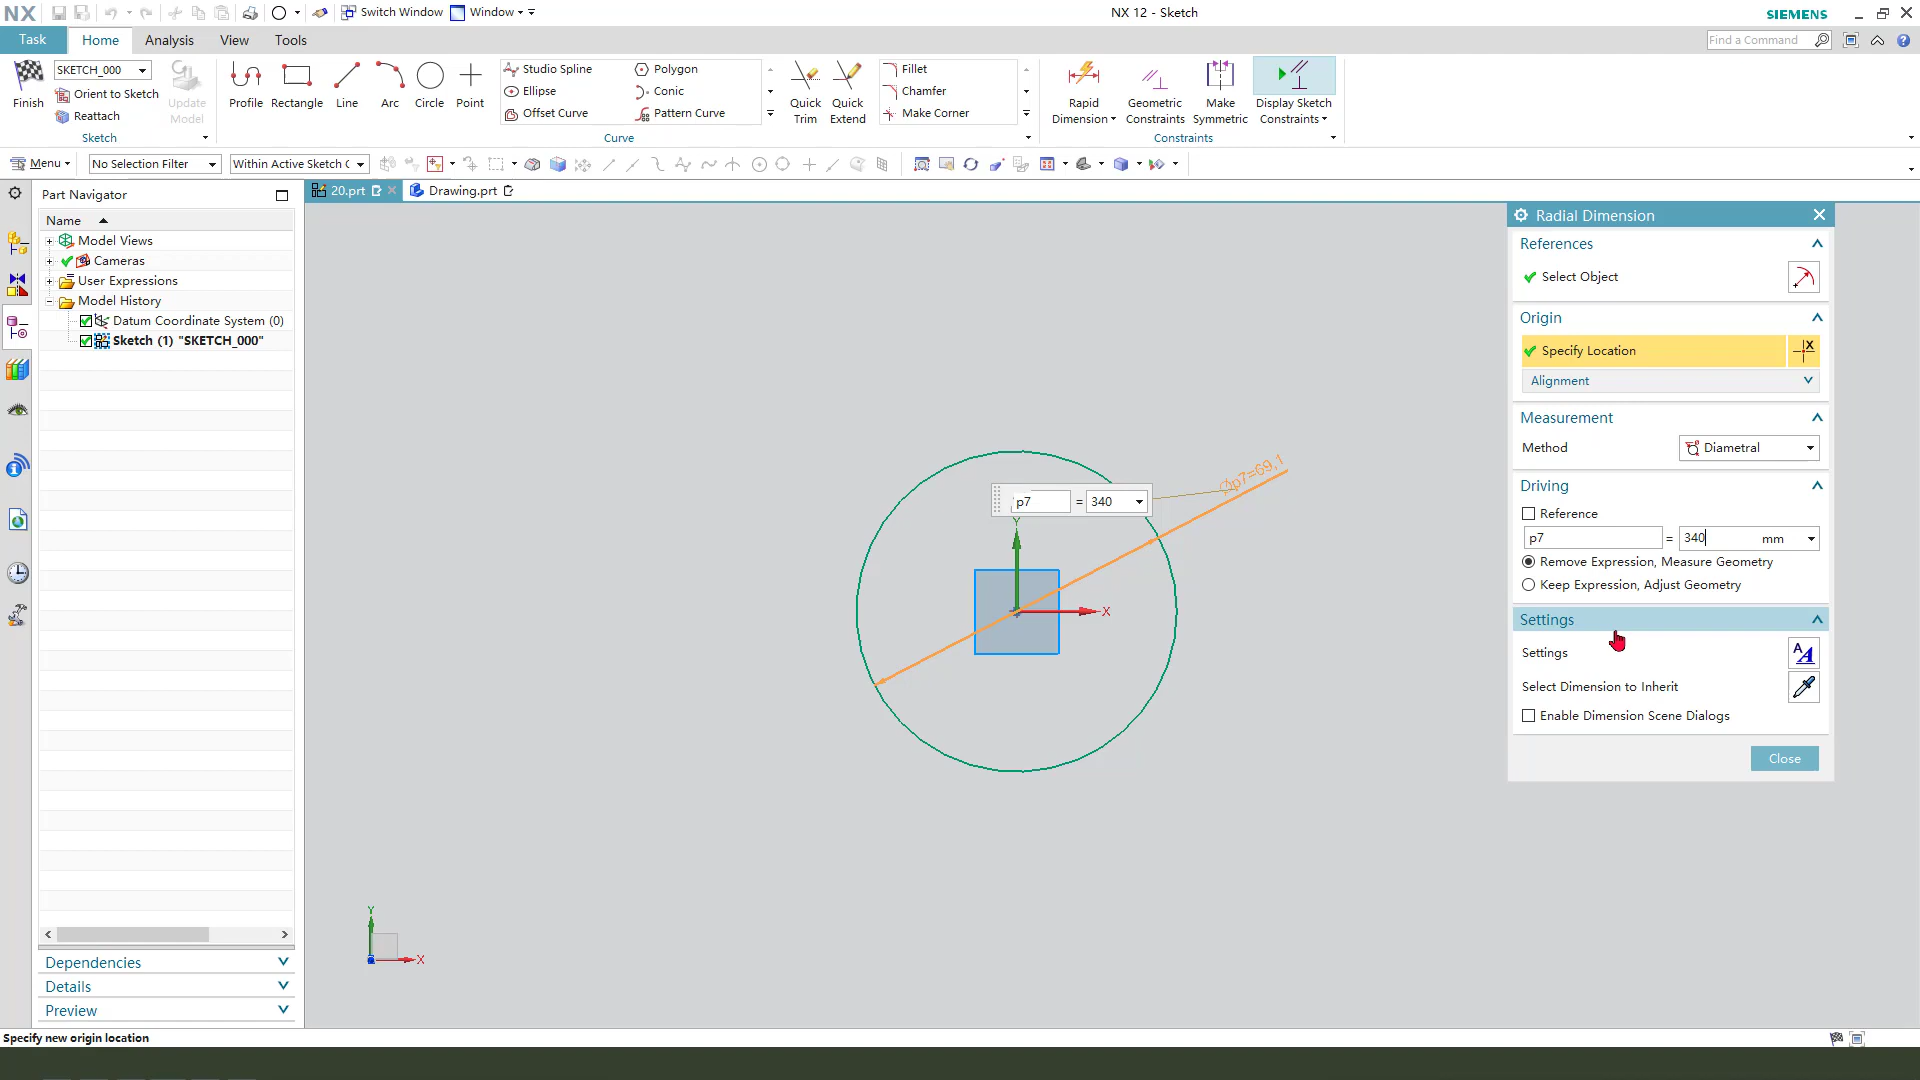 NX
Switch Window
Window
NX 12 - Sketch
SIEMENS
Task
Home
Analysis
View
Tools
Find a Command
Finish
SKETCH_000
Orient to Sketch
Reattach
Update
Model
Sketch
Profile
Rectangle
Line
Arc
Circle
Point
Studio Spline
Ellipse
Offset Curve
Polygon
Conic
Pattern Curve
Curve
Quick
Trim
Quick
Extend
Fillet
Chamfer
Make Corner
Rapid
Dimension
Geometric
Constraints
Make
Symmetric
Display Sketch
Constraints
Constraints
Menu
No Selection Filter
Within Active Sketch
Part Navigator
20.prt
Drawing.prt
Name
Model Views
Cameras
User Expressions
Model History
Datum Coordinate System (0)
Sketch (1) "SKETCH_000"
Dependencies
Details
Preview
Øp7=69,1
p7 = 340
Y
X
Y
X
Radial Dimension
References
Select Object
Origin
Specify Location
Alignment
Measurement
Method
Diametral
Driving
Reference
p7 = 340 mm
Remove Expression, Measure Geometry
Keep Expression, Adjust Geometry
Settings
Settings
Select Dimension to Inherit
Enable Dimension Scene Dialogs
Close
Specify new origin location